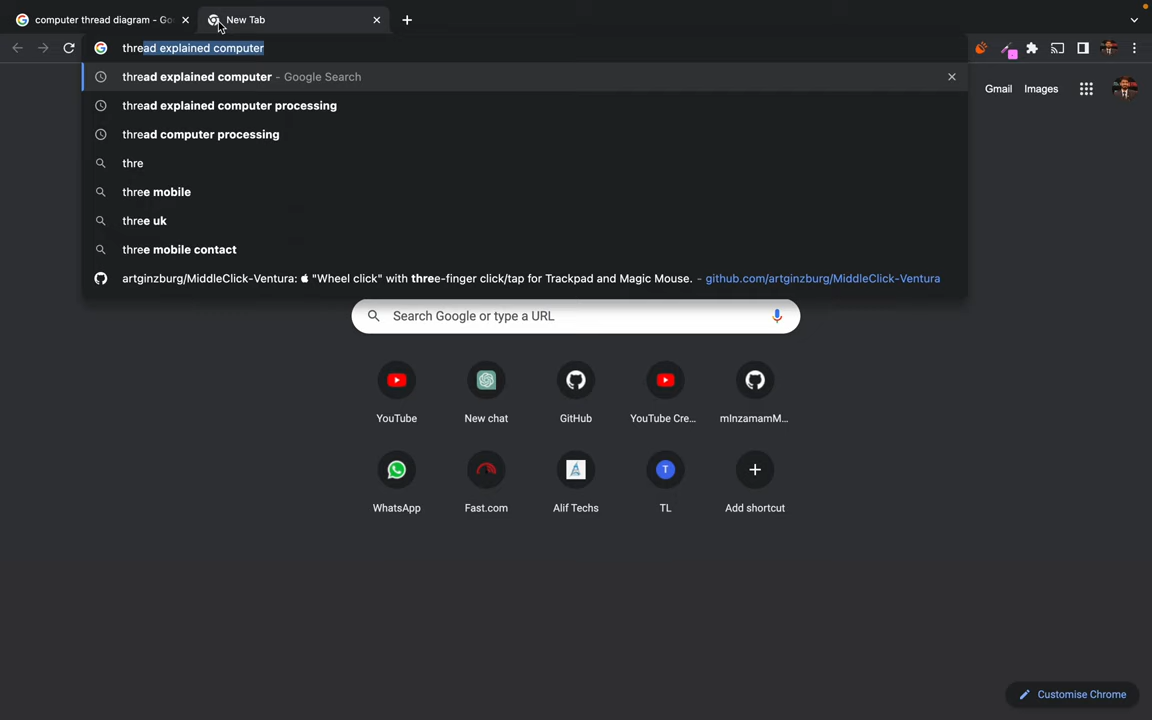 computer thread diagram - Go
New Tab
thread explained computer
thread explained computer - Google Search
thread explained computer processing
thread computer processing
thre
three mobile
three uk
three mobile contact
artginzburg/MiddleClick-Ventura: "Wheel click" with three-finger click/tap for Trackpad and Magic Mouse. - github.com/artginzburg/MiddleClick-Ventura
Gmail Images
Search Google or type a URL
YouTube New chat GitHub YouTube Cre... mInzamamM...
T
WhatsApp Fast.com Alif Techs TL Add shortcut
Customise Chrome